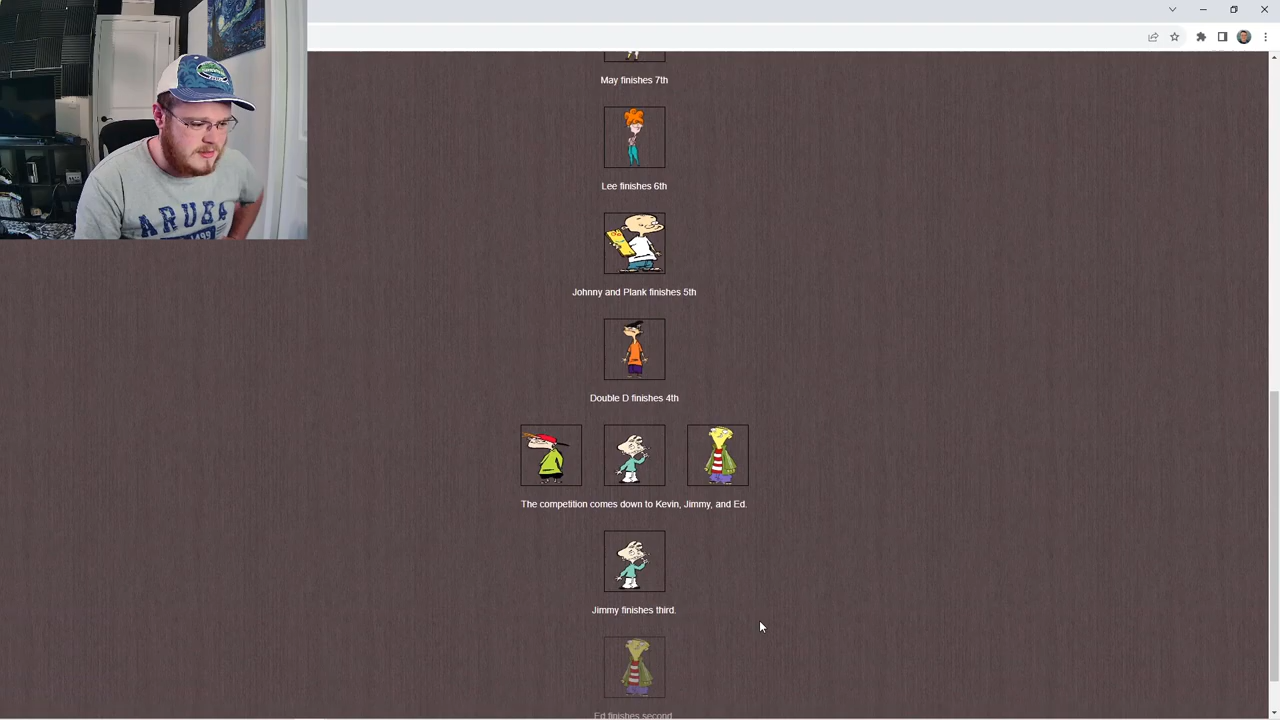 May finishes 7th
Lee finishes 6th
Johnny and Plank finishes 5th
Double D finishes 4th
The competition comes down to Kevin, Jimmy, and Ed.
Jimmy finishes third.
Ed finishes second
ARUBA